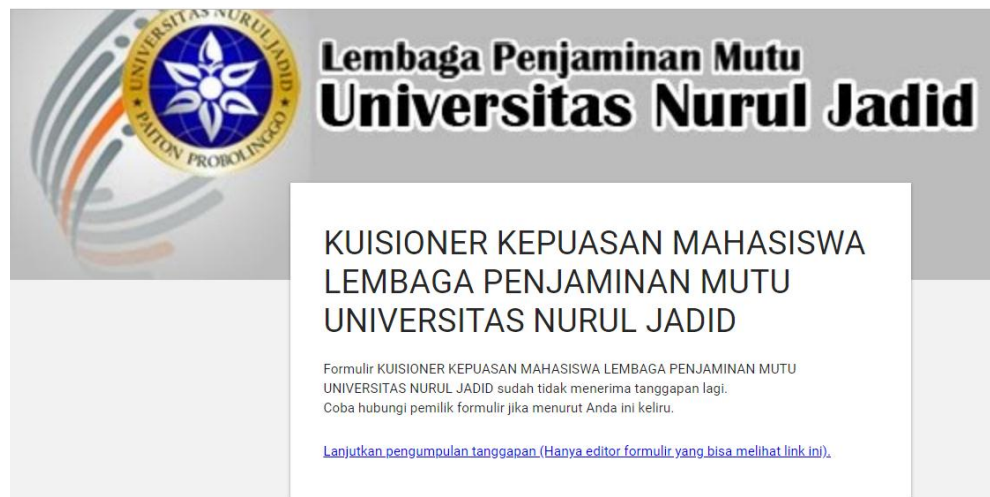 UNIVERSITAS NURUL JADID
PAITON PROBOLINGGO
Lembaga Penjaminan Mutu
Universitas Nurul Jadid
KUISIONER KEPUASAN MAHASISWA
LEMBAGA PENJAMINAN MUTU
UNIVERSITAS NURUL JADID
Formulir KUISIONER KEPUASAN MAHASISWA LEMBAGA PENJAMINAN MUTU
UNIVERSITAS NURUL JADID sudah tidak menerima tanggapan lagi.
Coba hubungi pemilik formulir jika menurut Anda ini keliru.
Lanjutkan pengumpulan tanggapan (Hanya editor formulir yang bisa melihat link ini).